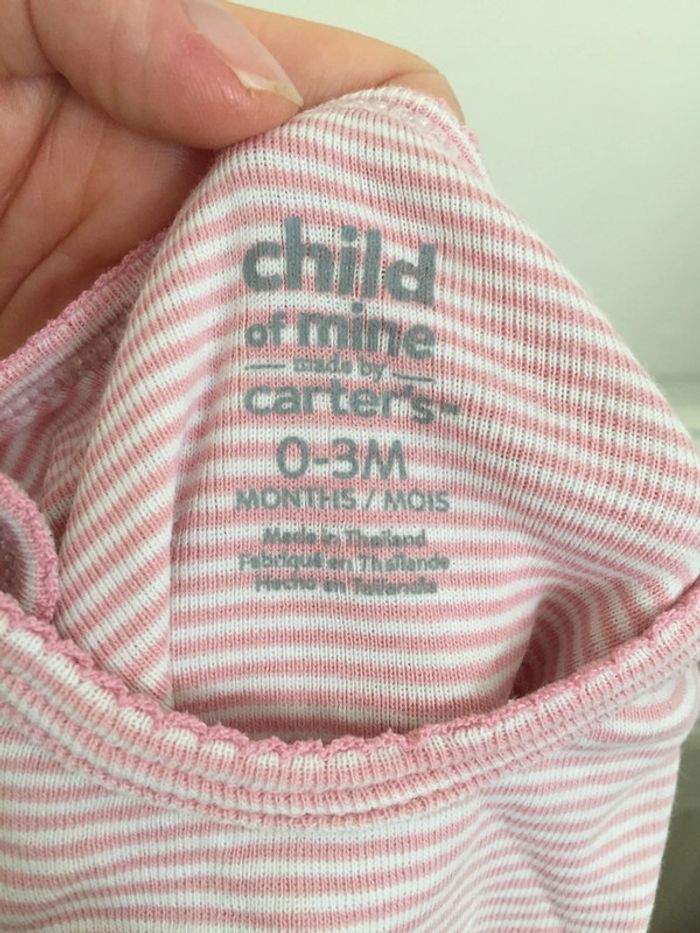 child
of mine
made by
carter's™
0-3M
MONTHS / MOIS
Made in Thailand
Fabriqué en Thaïlande
Hecho en Tailandia